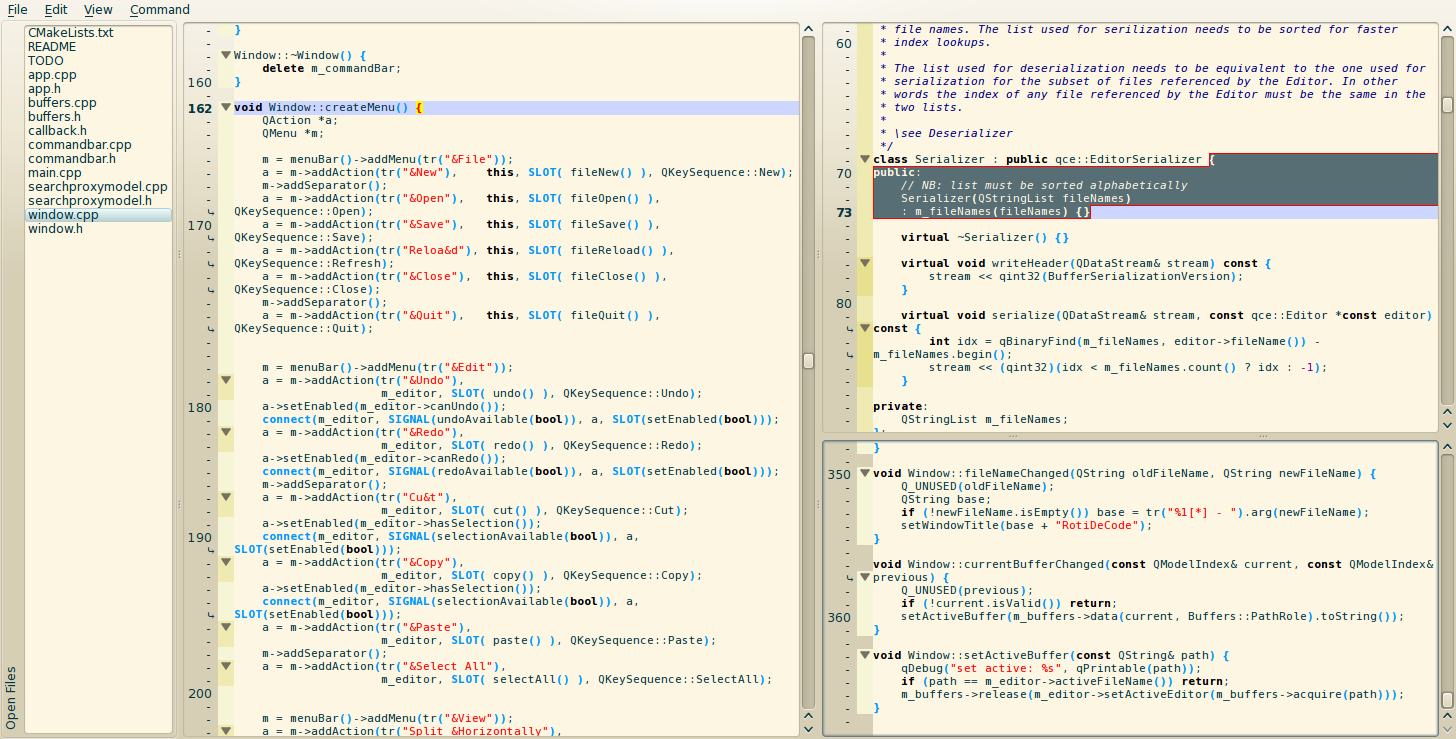 File Edit View Command
Open Files
CMakeLists.txt
README
TODO
app.cpp
app.h
buffers.cpp
buffers.h
callback.h
commandbar.cpp
commandbar.h
main.cpp
searchproxymodel.cpp
searchproxymodel.h
window.cpp
window.h
- }
-
- Window::~Window() {
- delete m_commandBar;
160 }
-
162 void Window::createMenu() {
- QAction *a;
- QMenu *m;
-
- m = menuBar()->addMenu(tr("&File"));
- a = m->addAction(tr("&New"), this, SLOT( fileNew() ), QKeySequence::New);
- m->addSeparator();
- a = m->addAction(tr("&Open"), this, SLOT( fileOpen() ),
QKeySequence::Open);
170 a = m->addAction(tr("&Save"), this, SLOT( fileSave() ),
QKeySequence::Save);
- a = m->addAction(tr("Reloa&d"), this, SLOT( fileReload() ),
QKeySequence::Refresh);
- a = m->addAction(tr("&Close"), this, SLOT( fileClose() ),
QKeySequence::Close);
- m->addSeparator();
- a = m->addAction(tr("&Quit"), this, SLOT( fileQuit() ),
QKeySequence::Quit);
-
-
- m = menuBar()->addMenu(tr("&Edit"));
- a = m->addAction(tr("&Undo"),
- m_editor, SLOT( undo() ), QKeySequence::Undo);
180 a->setEnabled(m_editor->canUndo());
- connect(m_editor, SIGNAL(undoAvailable(bool)), a, SLOT(setEnabled(bool)));
- a = m->addAction(tr("&Redo"),
- m_editor, SLOT( redo() ), QKeySequence::Redo);
- a->setEnabled(m_editor->canRedo());
- connect(m_editor, SIGNAL(redoAvailable(bool)), a, SLOT(setEnabled(bool)));
- m->addSeparator();
- a = m->addAction(tr("Cu&t"),
- m_editor, SLOT( cut() ), QKeySequence::Cut);
- a->setEnabled(m_editor->hasSelection());
190 connect(m_editor, SIGNAL(selectionAvailable(bool)), a,
SLOT(setEnabled(bool)));
- a = m->addAction(tr("&Copy"),
- m_editor, SLOT( copy() ), QKeySequence::Copy);
- a->setEnabled(m_editor->hasSelection());
- connect(m_editor, SIGNAL(selectionAvailable(bool)), a,
SLOT(setEnabled(bool)));
- a = m->addAction(tr("&Paste"),
- m_editor, SLOT( paste() ), QKeySequence::Paste);
- m->addSeparator();
- a = m->addAction(tr("&Select All"),
- m_editor, SLOT( selectAll() ), QKeySequence::SelectAll);
200
-
- m = menuBar()->addMenu(tr("&View"));
- a = m->addAction(tr("Split &Horizontally"),
- * file names. The list used for serilization needs to be sorted for faster
60 * index lookups.
- *
- * The list used for deserialization needs to be equivalent to the one used for
- * serialization for the subset of files referenced by the Editor. In other
- * words the index of any file referenced by the Editor must be the same in the
- * two lists.
- *
- * \see Deserializer
- */
- class Serializer : public qce::EditorSerializer {
70 public:
- // NB: list must be sorted alphabetically
- Serializer(QStringList fileNames)
73 : m_fileNames(fileNames) {}
-
- virtual ~Serializer() {}
-
- virtual void writeHeader(QDataStream& stream) const {
- stream << qint32(BufferSerializationVersion);
- }
80
- virtual void serialize(QDataStream& stream, const qce::Editor *const editor)
const {
- int idx = qBinaryFind(m_fileNames, editor->fileName()) -
m_fileNames.begin();
- stream << (qint32)(idx < m_fileNames.count() ? idx : -1);
- }
-
- private:
- QStringList m_fileNames;
- };
- }
-
350 void Window::fileNameChanged(QString oldFileName, QString newFileName) {
- Q_UNUSED(oldFileName);
- QString base;
- if (!newFileName.isEmpty()) base = tr("%1[*] - ").arg(newFileName);
- setWindowTitle(base + "RotiDeCode");
- }
-
- void Window::currentBufferChanged(const QModelIndex& current, const QModelIndex&
previous) {
- Q_UNUSED(previous);
- if (!current.isValid()) return;
360 setActiveBuffer(m_buffers->data(current, Buffers::PathRole).toString());
- }
-
- void Window::setActiveBuffer(const QString& path) {
- qDebug("set active: %s", qPrintable(path));
- if (path == m_editor->activeFileName()) return;
- m_buffers->release(m_editor->setActiveEditor(m_buffers->acquire(path)));
- }
-